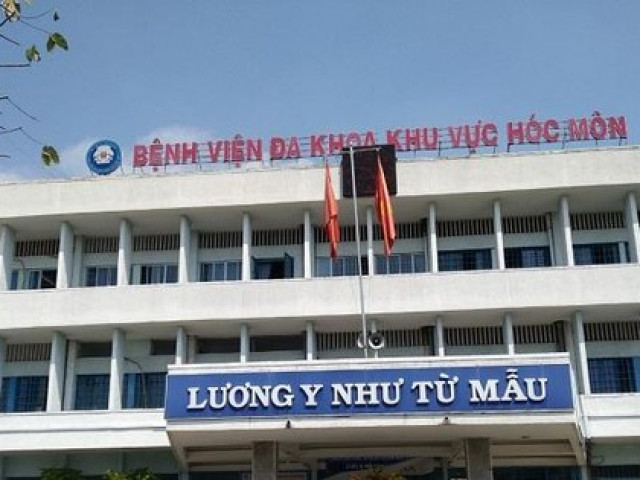 BỆNH VIỆN ĐA KHOA KHU VỰC HÓC MÔN
LƯƠNG Y NHƯ TỪ MẪU